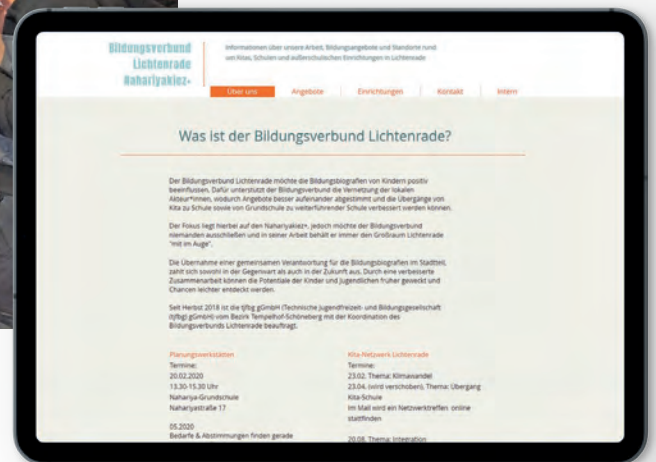 Bildungsverbund
Lichtenrade
Nahariyakiez+
Informationen über unsere Arbeit, Bildungsangebote und Standorte rund
um Kitas, Schulen und außerschulischen Einrichtungen in Lichtenrade
Über uns
Angebote
Einrichtungen
Kontakt
Intern
Was ist der Bildungsverbund Lichtenrade?
Der Bildungsverbund Lichtenrade möchte die Bildungsbiografien von Kindern positiv
beeinflussen. Dafür unterstützt der Bildungsverbund die Vernetzung der lokalen
Akteur*innen, wodurch Angebote besser aufeinander abgestimmt und die Übergänge von
Kita zu Schule sowie von Grundschule zu weiterführender Schule verbessert werden können.
Der Fokus liegt hierbei auf den Nahariyakiez+, jedoch möchte der Bildungsverbund
niemanden ausschließen und in seiner Arbeit behält er immer den Großraum Lichtenrade
"mit im Auge".
Die Übernahme einer gemeinsamen Verantwortung für die Bildungsbiografien im Stadtteil,
zahlt sich sowohl in der Gegenwart als auch in der Zukunft aus. Durch eine verbesserte
Zusammenarbeit können die Potentiale der Kinder und Jugendlichen früher geweckt und
Chancen leichter entdeckt werden.
Seit Herbst 2018 ist die tjfbg gGmbH (Technische Jugendfreizeit- und Bildungsgesellschaft
(tjfbg) gGmbH) vom Bezirk Tempelhof-Schöneberg mit der Koordination des
Bildungsverbunds Lichtenrade beauftragt.
Planungswerkstätten
Termine:
20.02.2020
13.30-15.30 Uhr
Nahariya-Grundschule
Nahariyastraße 17
05.2020
Bedarfe & Abstimmungen finden gerade
Kita-Netzwerk Lichtenrade
Termine:
23.02. Thema: Klimawandel
23.04. (wird verschoben), Thema: Übergang
Kita-Schule
Im Mail wird ein Netzwerktreffen online
stattfinden
20.08. Thema: Integration